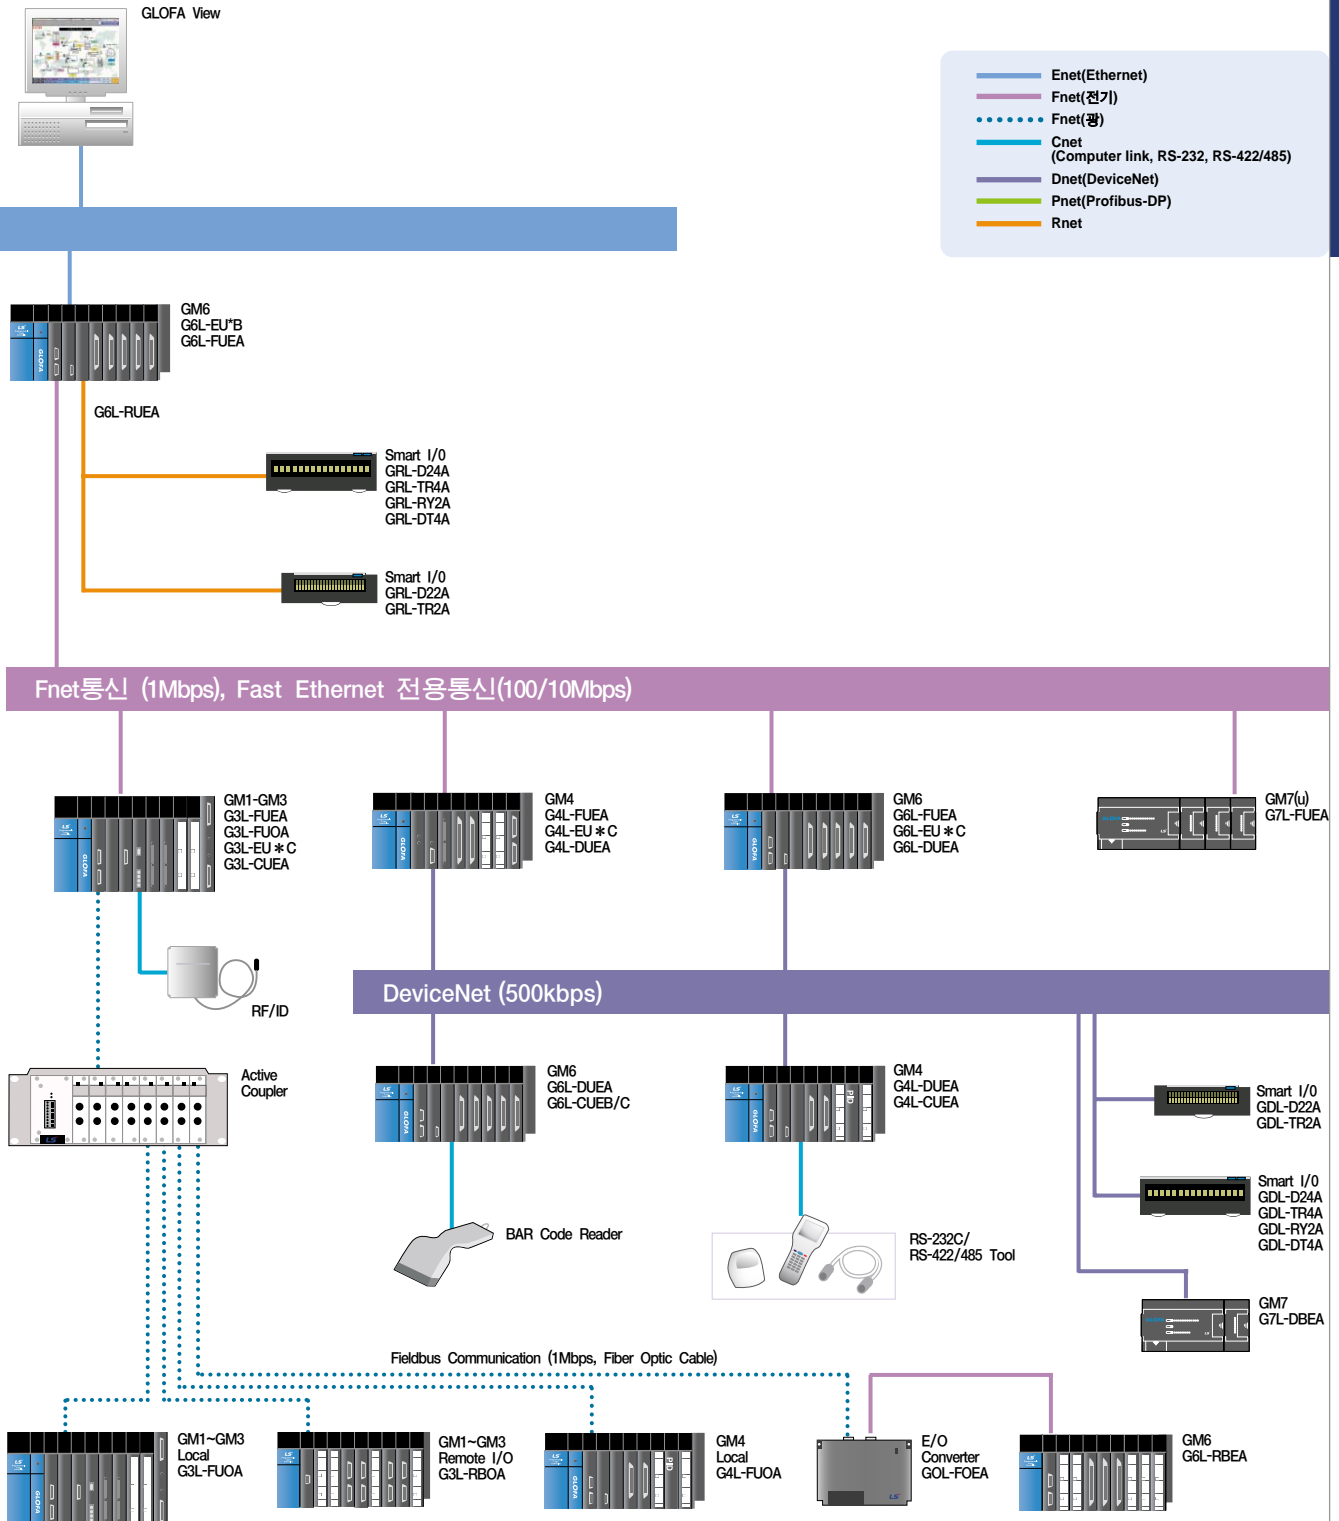 GLOFA View
Enet(Ethernet)
Fnet(전기)
Fnet(광)
Cnet
(Computer link, RS-232, RS-422/485)
Dnet(DeviceNet)
Pnet(Profibus-DP)
Rnet
GM6
G6L-EU*B
G6L-FUEA
G6L-RUEA
Smart I/0
GRL-D24A
GRL-TR4A
GRL-RY2A
GRL-DT4A
Smart I/0
GRL-D22A
GRL-TR2A
Fnet통신 (1Mbps), Fast Ethernet 전용통신(100/10Mbps)
GM1-GM3
G3L-FUEA
G3L-FUOA
G3L-EU＊C
G3L-CUEA
GM4
G4L-FUEA
G4L-EU＊C
G4L-DUEA
GM6
G6L-FUEA
G6L-EU＊C
G6L-DUEA
GM7(u)
G7L-FUEA
RF/ID
DeviceNet (500kbps)
Active
Coupler
GM6
G6L-DUEA
G6L-CUEB/C
GM4
G4L-DUEA
G4L-CUEA
Smart I/0
GDL-D22A
GDL-TR2A
Smart I/0
GDL-D24A
GDL-TR4A
GDL-RY2A
GDL-DT4A
BAR Code Reader
RS-232C/
RS-422/485 Tool
GM7
G7L-DBEA
Fieldbus Communication (1Mbps, Fiber Optic Cable)
GM1~GM3
Local
G3L-FUOA
GM1~GM3
Remote I/O
G3L-RBOA
GM4
Local
G4L-FUOA
E/O
Converter
GOL-FOEA
GM6
G6L-RBEA